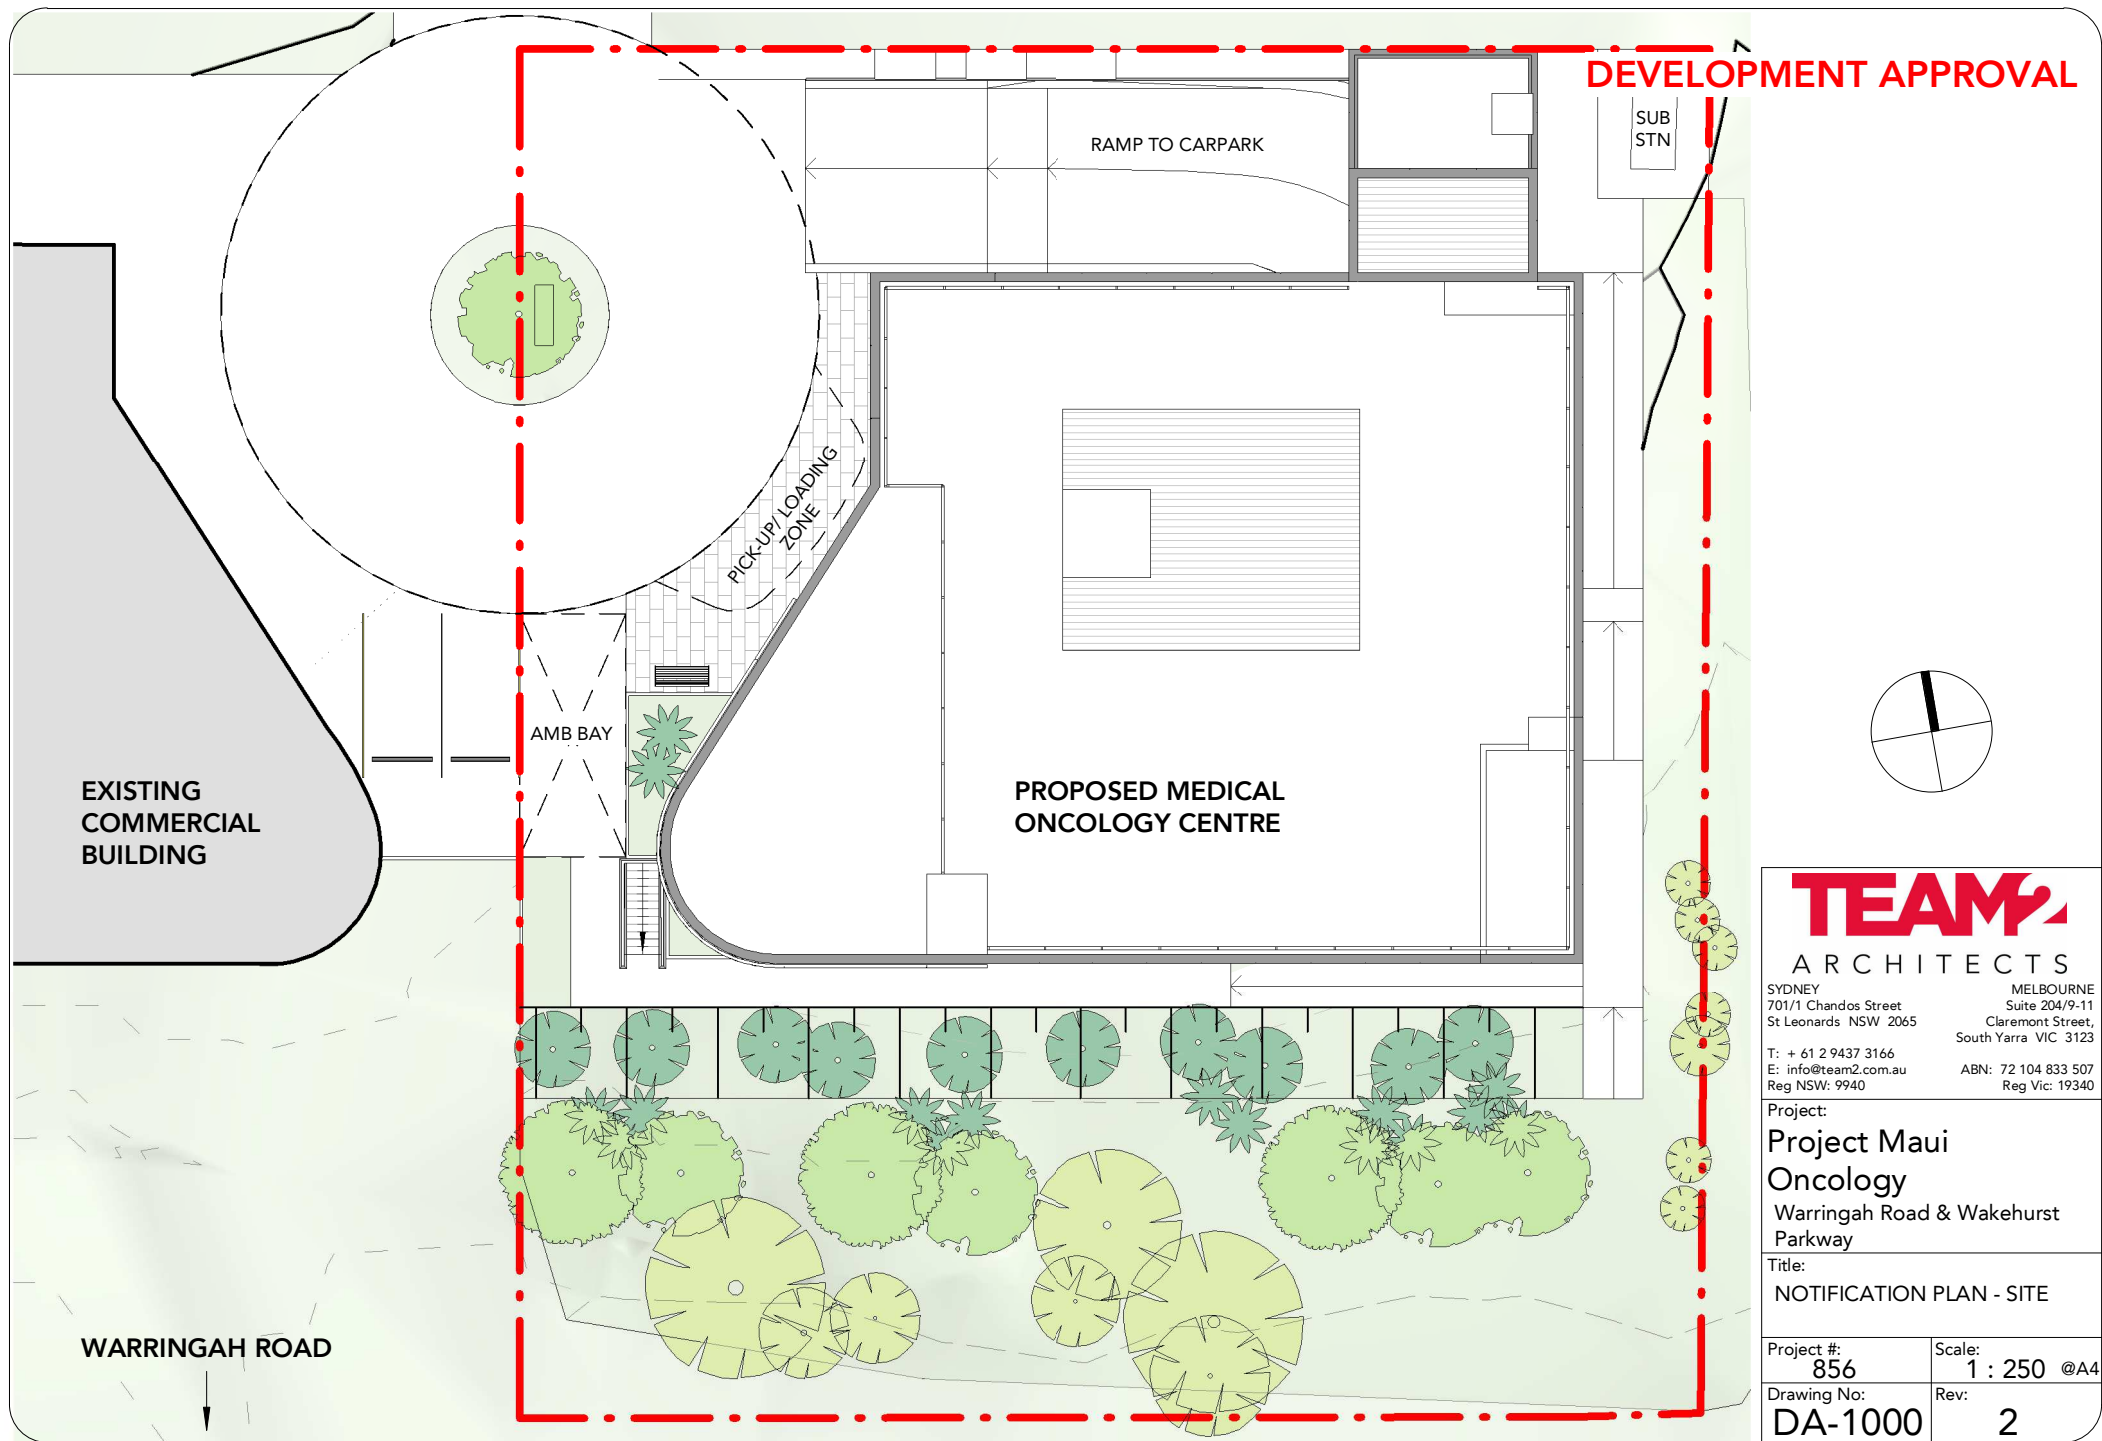 DEVELOPMENT APPROVAL
SUB
STN
RAMP TO CARPARK
PICK-UP/ LOADING
ZONE
AMB BAY
EXISTING
COMMERCIAL
BUILDING
PROPOSED MEDICAL
ONCOLOGY CENTRE
WARRINGAH ROAD
TEAM2
ARCHITECTS
SYDNEY
701/1 Chandos Street
St Leonards NSW 2065
T: + 61 2 9437 3166
E: info@team2.com.au
Reg NSW: 9940
MELBOURNE
Suite 204/9-11
Claremont Street,
South Yarra VIC 3123
ABN: 72 104 833 507
Reg Vic: 19340
Project:
Project Maui
Oncology
Warringah Road & Wakehurst
Parkway
Title:
NOTIFICATION PLAN - SITE
Project #:
856
Scale:
1 : 250 @A4
Drawing No:
DA-1000
Rev:
2